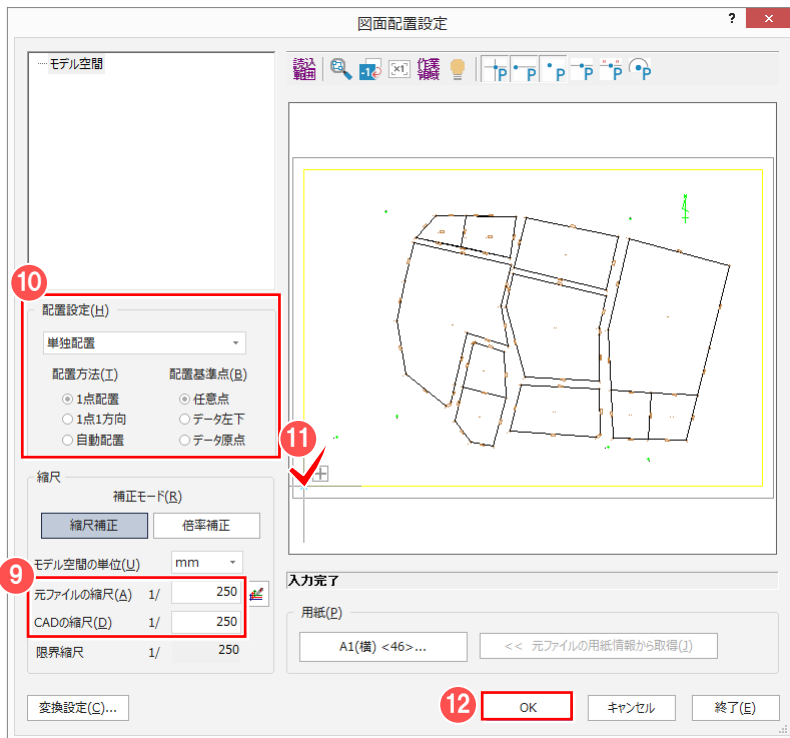 図面配置設定
? ×
モデル空間
読込範囲 -1 ×1 作業領域 P P P P P P
N
10
配置設定(H)
単独配置
配置方法(T) 配置基準点(B)
1点配置 任意点
1点1方向 データ左下
自動配置 データ原点
11
縮尺
補正モード(R)
縮尺補正 倍率補正
モデル空間の単位(U) mm
9
元ファイルの縮尺(A) 1/ 250
CADの縮尺(D) 1/ 250
限界縮尺 1/ 250
入力完了
用紙(P)
A1(横) <46>... << 元ファイルの用紙情報から取得(J)
変換設定(C)...
12
OK キャンセル 終了(E)